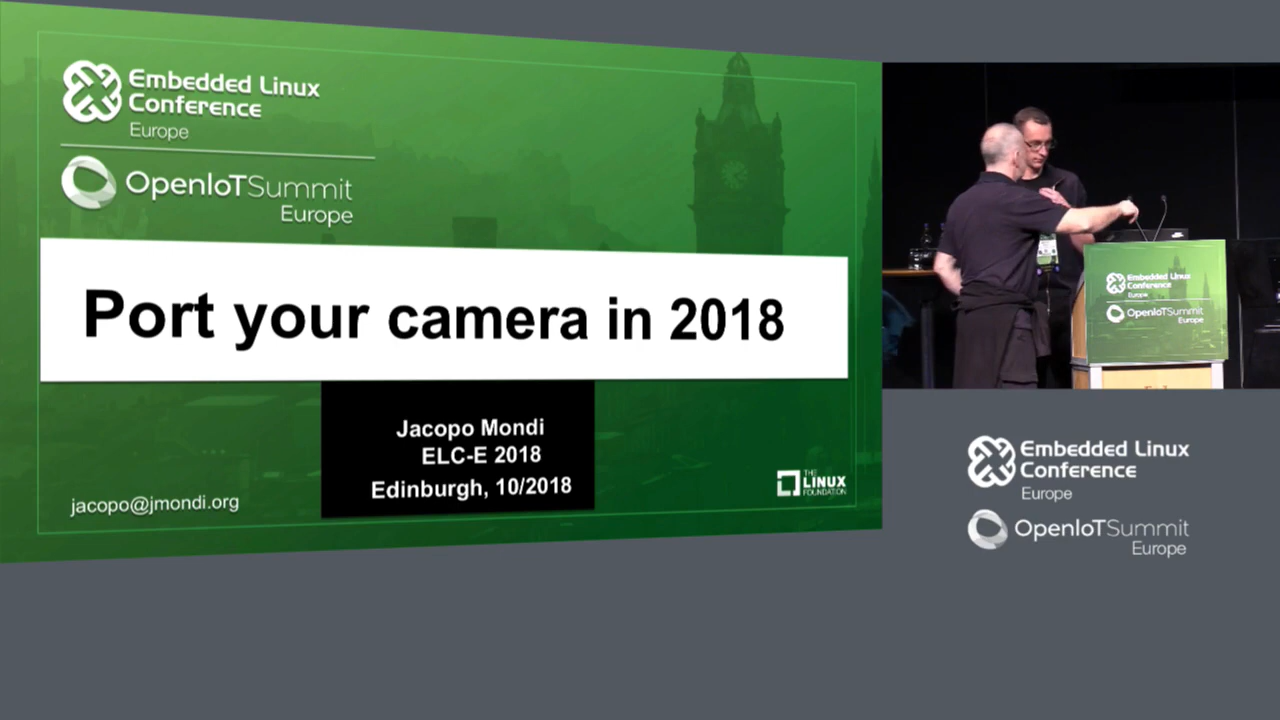 Embedded Linux
Conference
Europe
OpenIoTSummit
Europe
Port your camera in 2018
Jacopo Mondi
ELC-E 2018
Edinburgh, 10/2018
jacopo@jmondi.org
THE
LINUX
FOUNDATION
Embedded Linux
Conference
Europe
OpenIoTSummit
Europe
Embedded Linux
Conference
Europe
OpenIoTSummit
Europe